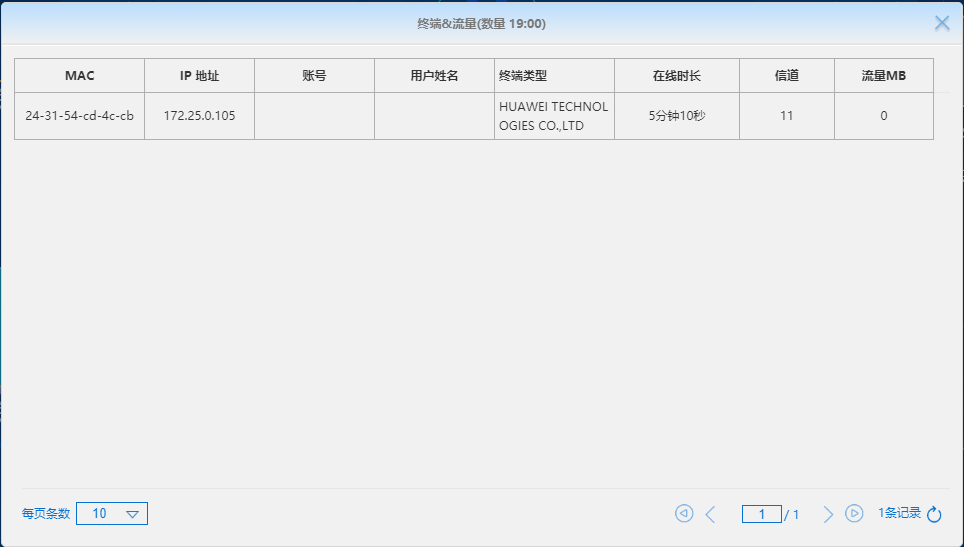 终端&流量(数量 19:00)
MAC IP 地址 账号 用户姓名 终端类型 在线时长 信道 流量MB
24-31-54-cd-4c-cb 172.25.0.105 HUAWEI TECHNOL 5分钟10秒 11 0
OGIES CO.,LTD
每页条数 10 1 / 1 1条记录